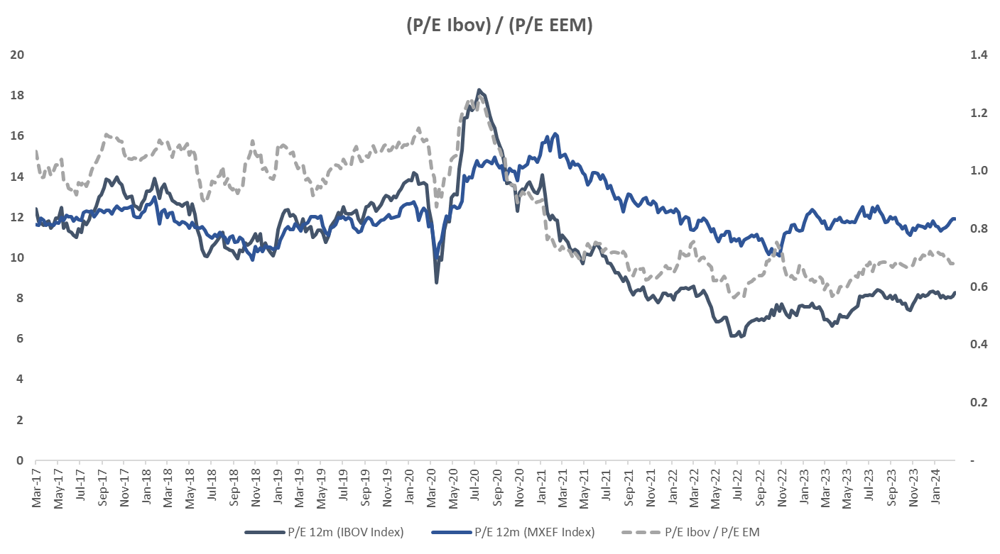 (P/E Ibov) / (P/E EEM)
20
18
16
14
12
10
8
6
4
2
0
1.4
1.2
1.0
0.8
0.6
0.4
0.2
-
Mar-17
May-17
Jul-17
Sep-17
Nov-17
Jan-18
Mar-18
May-18
Jul-18
Sep-18
Nov-18
Jan-19
Mar-19
May-19
Jul-19
Sep-19
Nov-19
Jan-20
Mar-20
May-20
Jul-20
Sep-20
Nov-20
Jan-21
Mar-21
May-21
Jul-21
Sep-21
Nov-21
Jan-22
Mar-22
May-22
Jul-22
Sep-22
Nov-22
Jan-23
Mar-23
May-23
Jul-23
Sep-23
Nov-23
Jan-24
P/E 12m (IBOV Index)
P/E 12m (MXEF Index)
P/E Ibov / P/E EM